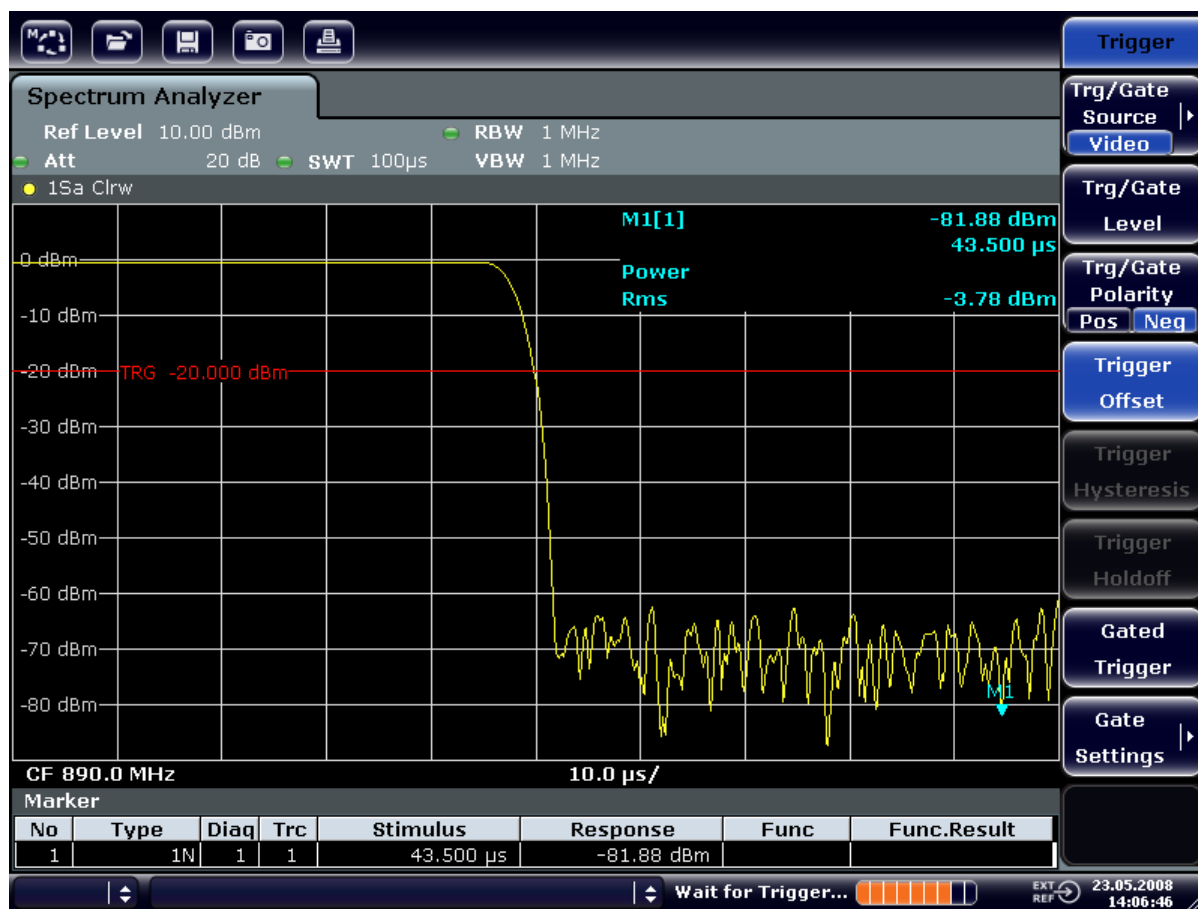 Trigger
Spectrum Analyzer
Ref Level 10.00 dBm RBW 1 MHz
Att 20 dB SWT 100µs VBW 1 MHz
1Sa Clrw
M1[1] -81.88 dBm
43.500 µs
Power
Rms -3.78 dBm
0 dBm
-10 dBm
-20 dBm
TRG -20.000 dBm
-30 dBm
-40 dBm
-50 dBm
-60 dBm
-70 dBm
-80 dBm
M1
CF 890.0 MHz 10.0 µs/
Marker
No Type Diag Trc Stimulus Response Func Func.Result
1 1N 1 1 43.500 µs -81.88 dBm
Wait for Trigger...
EXT REF
23.05.2008
14:06:46
Trg/Gate
Source
Video
Trg/Gate
Level
Trg/Gate
Polarity
Pos Neg
Trigger
Offset
Trigger
Hysteresis
Trigger
Holdoff
Gated
Trigger
Gate
Settings
M